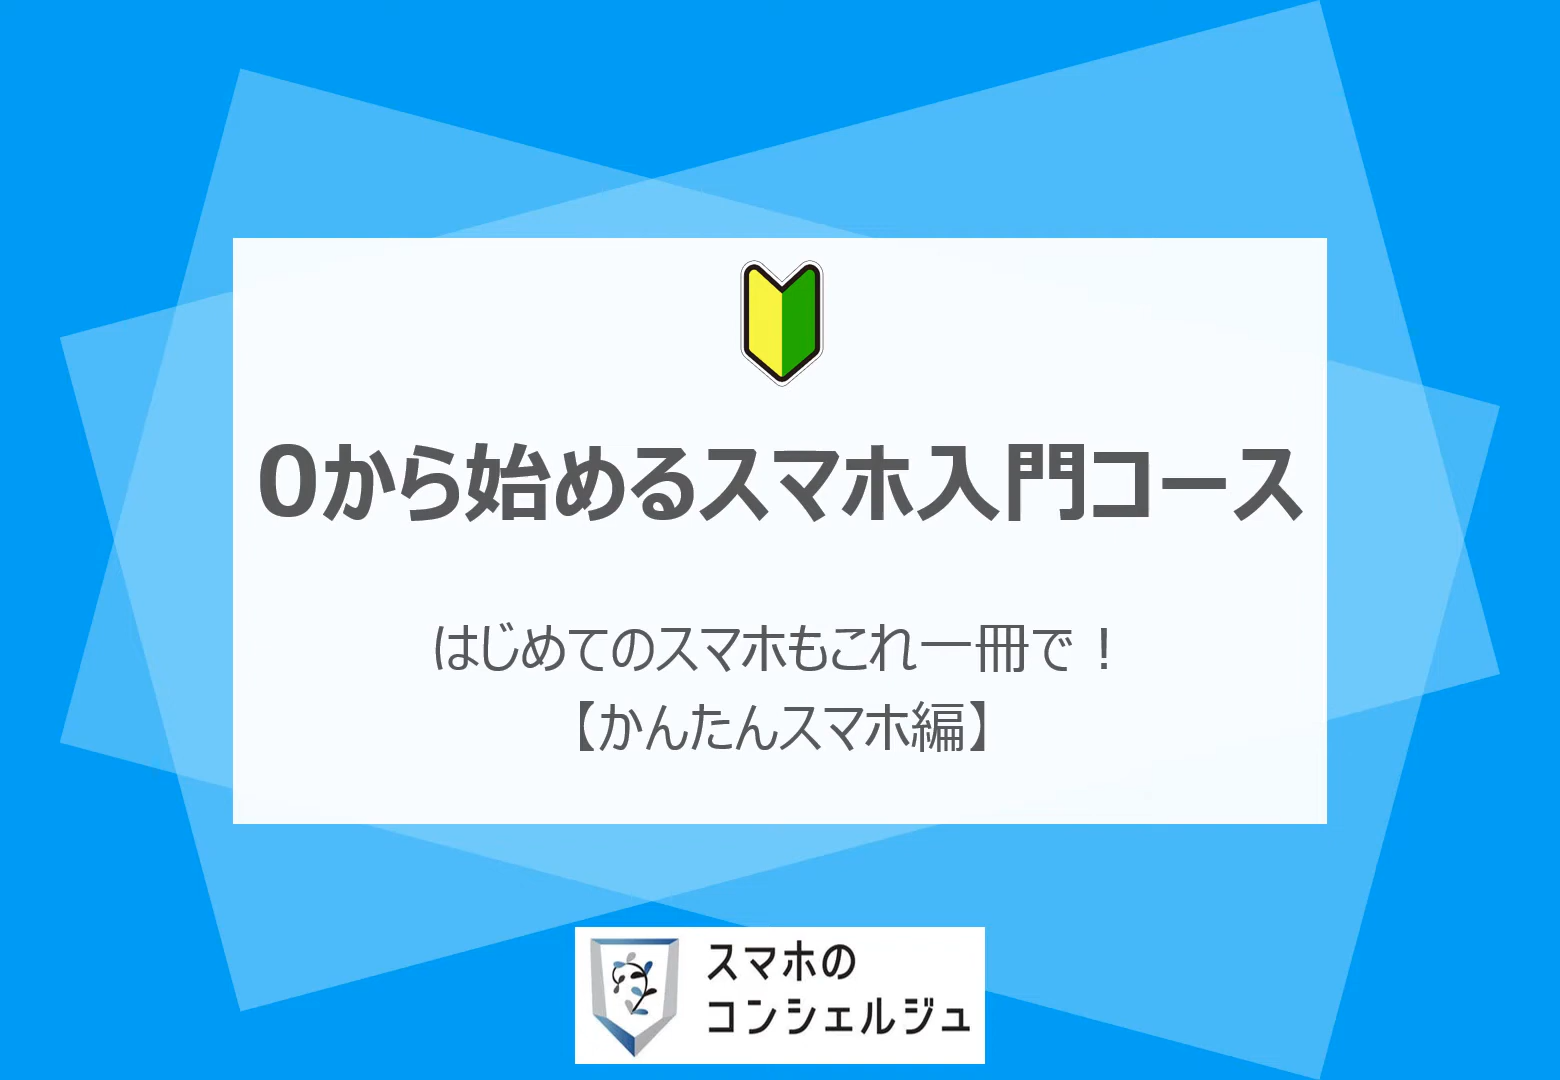 0から始めるスマホ入門コース
はじめてのスマホもこれ一冊で！
【かんたんスマホ編】
スマホの
コンシェルジュ